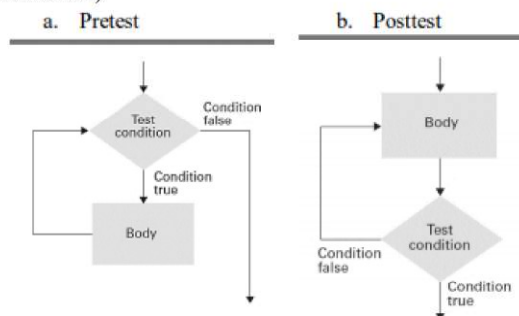 a. Pretest
b. Posttest
Test
condition
Condition
false
Condition
true
Body
Body
Test
condition
Condition
false
Condition
true